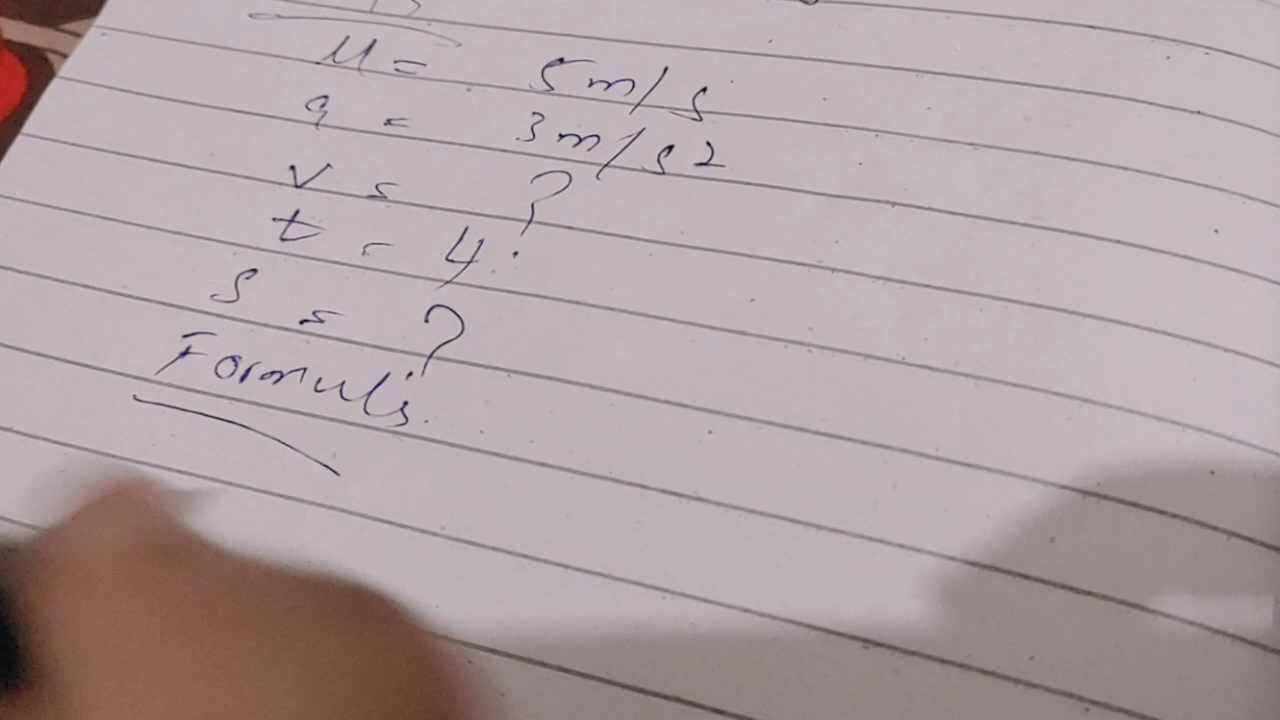 u = 5m/s
a = 3m/s2
v = ?
t = 4.
s = ?
Formula